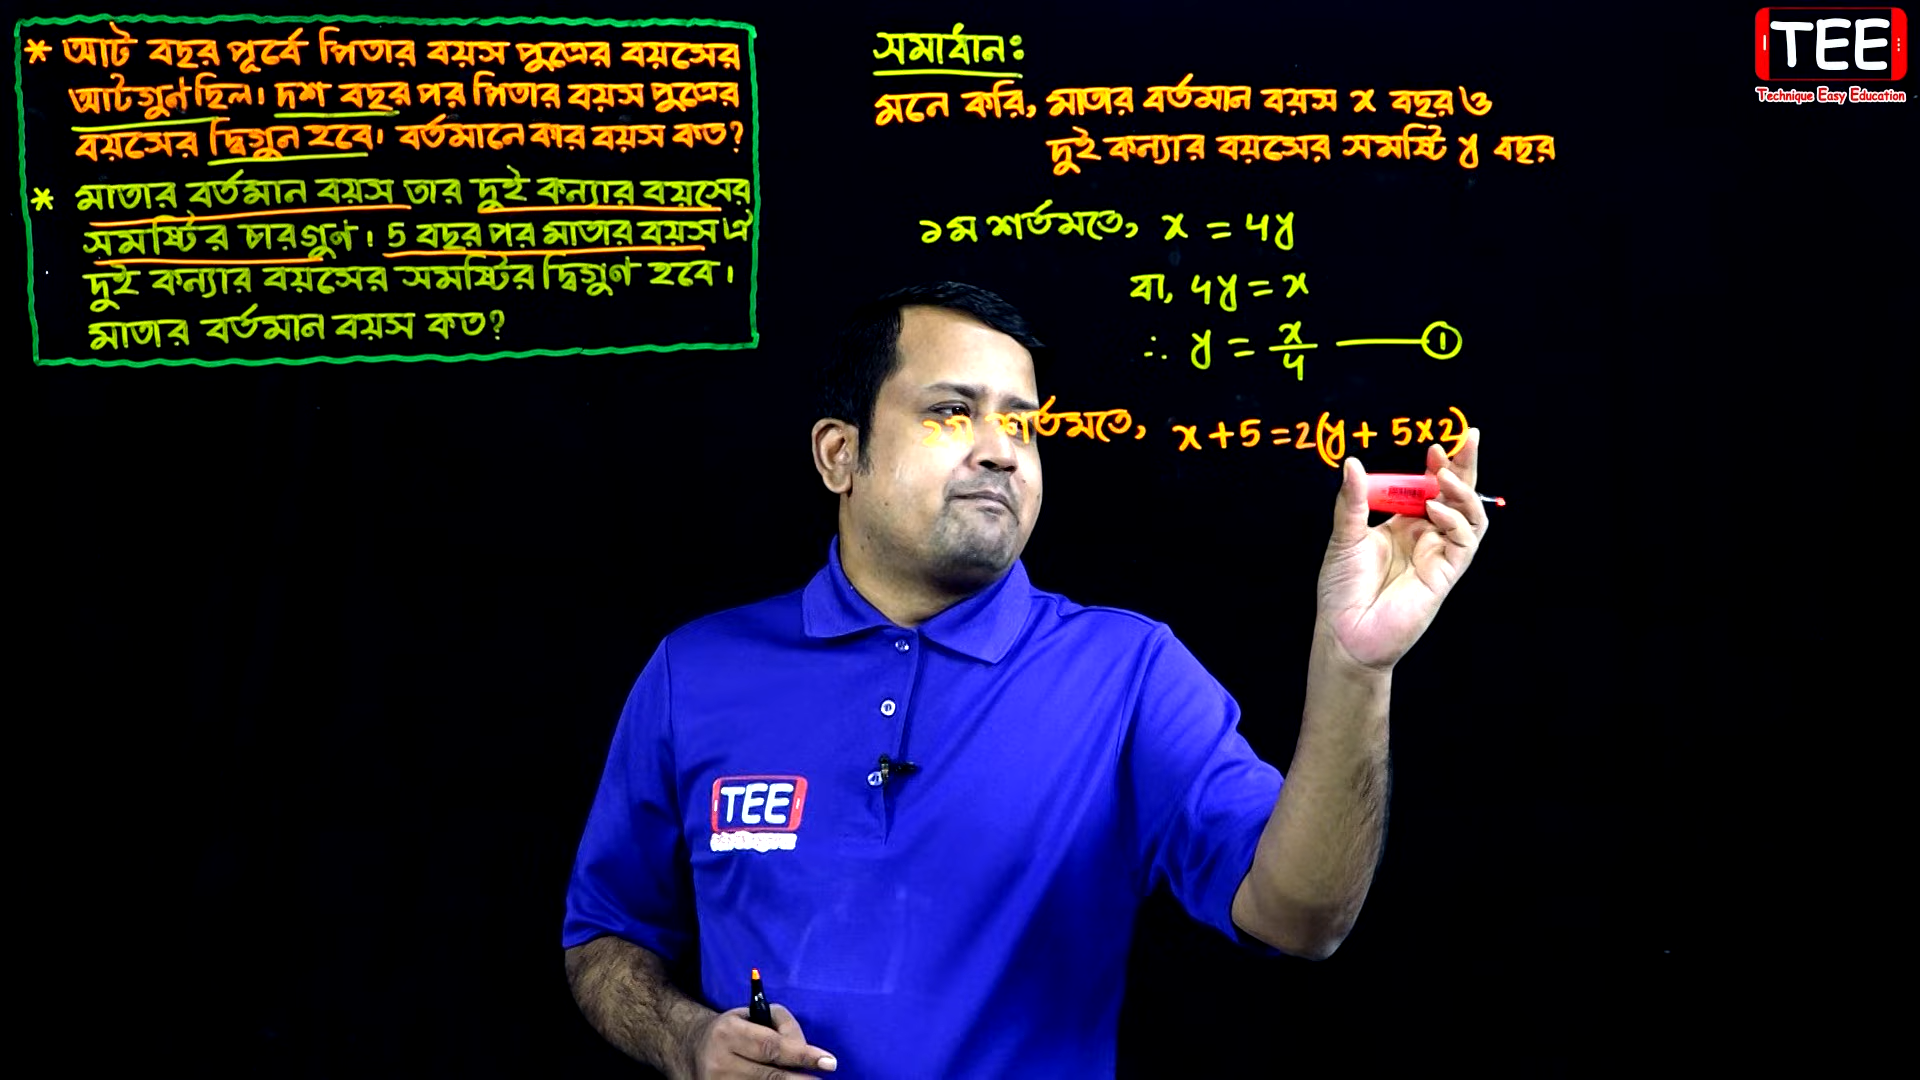 * আট বছর পূর্বে পিতার বয়স পুত্রের বয়সের
আটগুণ ছিল। দশ বছর পর পিতার বয়স পুত্রের
বয়সের দ্বিগুন হবে। বর্তমানে কার বয়স কত?
* মাতার বর্তমান বয়স তার দুই কন্যার বয়সের
সমষ্টির চারগুণ। 5 বছর পর মাতার বয়স ঐ
দুই কন্যার বয়সের সমষ্টির দ্বিগুণ হবে।
মাতার বর্তমান বয়স কত?
সমাধানঃ
মনে করি, মাতার বর্তমান বয়স x বছর ও
দুই কন্যার বয়সের সমষ্টি y বছর
১ম শর্তমতে, x = 4y
বা, 4y = x
∴ y = x/4 —— ①
২য় শর্তমতে, x + 5 = 2(y + 5×2)
TEE
Technique Easy Education
TEE